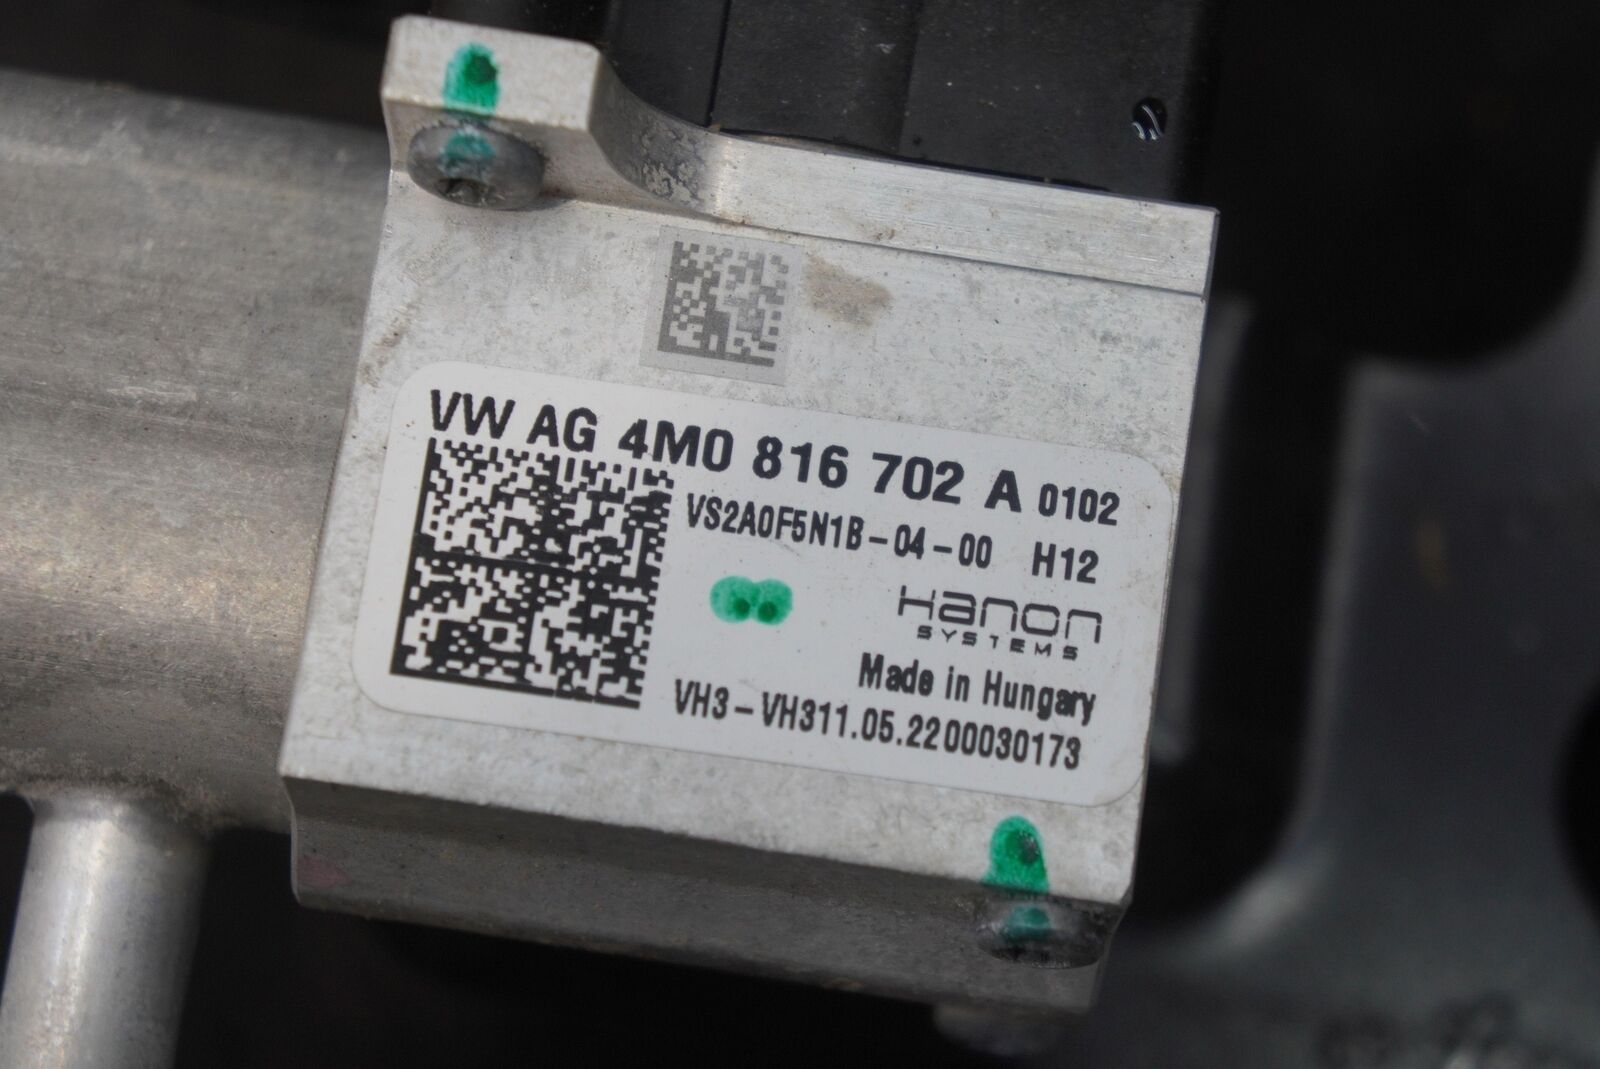 VW AG 4M0 816 702 A 0102
VS2A0F5N1B-04-00 H12
Hanon
SYSTEMS
Made in Hungary
VH3-VH311.05.2200030173